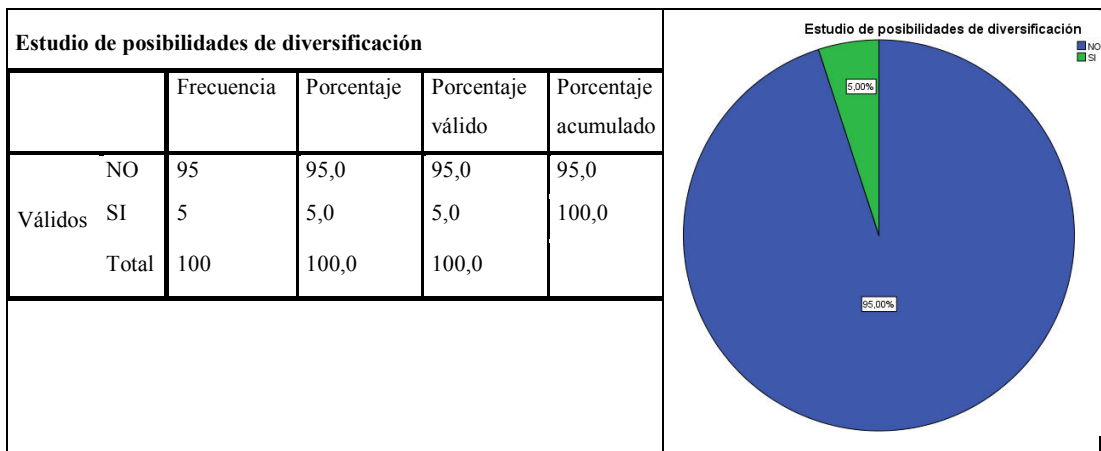 Estudio de posibilidades de diversificación
Frecuencia Porcentaje Porcentaje válido Porcentaje acumulado
Válidos NO 95 95,0 95,0 95,0
SI 5 5,0 5,0 100,0
Total 100 100,0 100,0
Estudio de posibilidades de diversificación
NO
SI
5,00%
95,00%